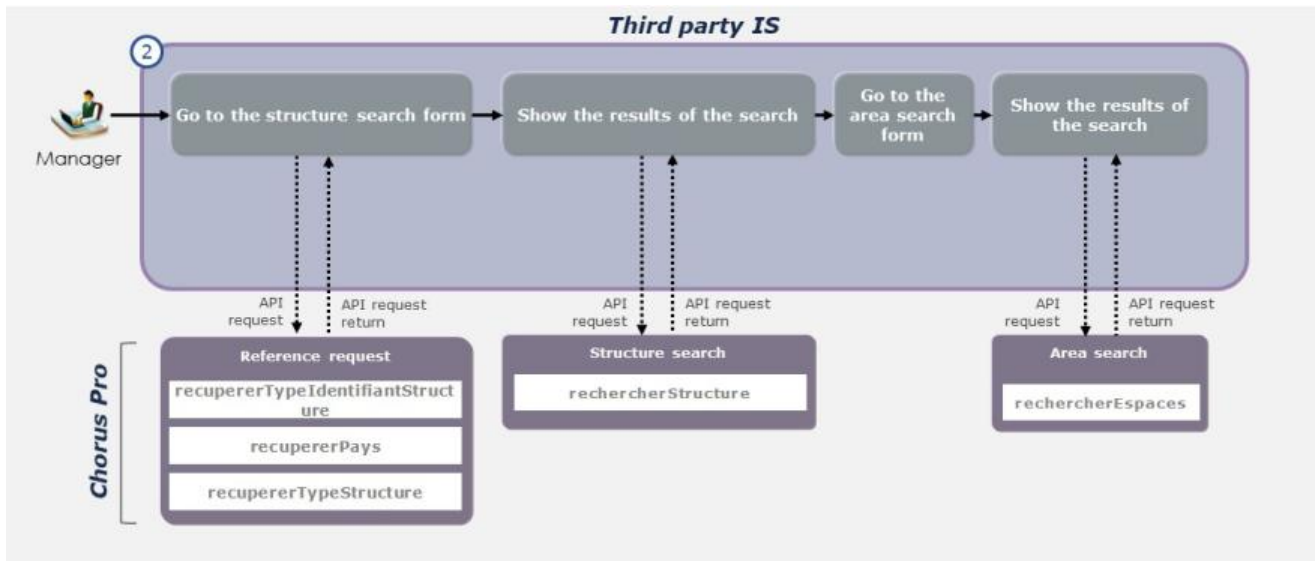 Third party IS
2
Go to the structure search form
Show the results of the search
Go to the
area search
form
Show the results of
the search
Manager
API
request
API request
return
API
request
API request
return
API
request
API request
return
Chorus Pro
Reference request
recupererTypeIdentifiantStruct
ure
recupererPays
recupererTypeStructure
Structure search
rechercherStructure
Area search
rechercherEspaces